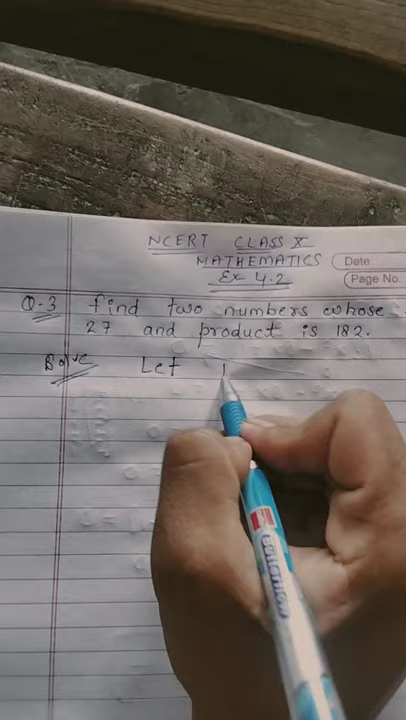 NCERT CLASS X
MATHEMATICS
Date
Page No.
Ex 4.2
Q.3 find two numbers whose
27 and product is 182.
Solve Let